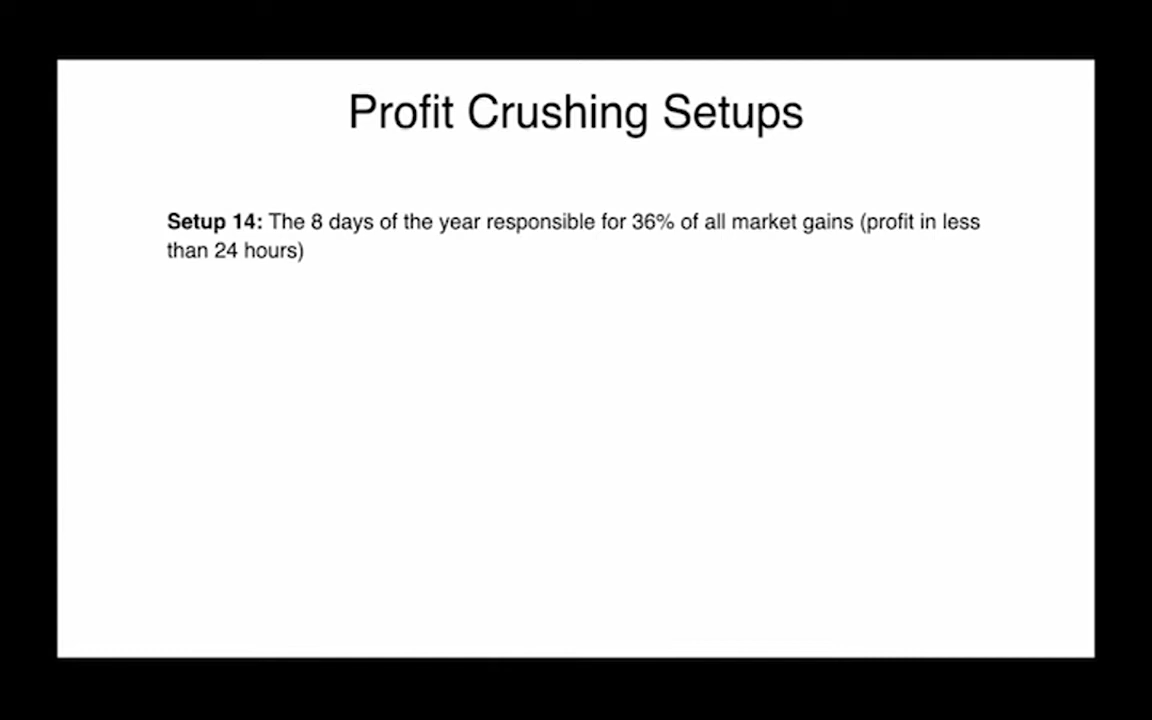 Profit Crushing Setups
Setup 14: The 8 days of the year responsible for 36% of all market gains (profit in less
than 24 hours)